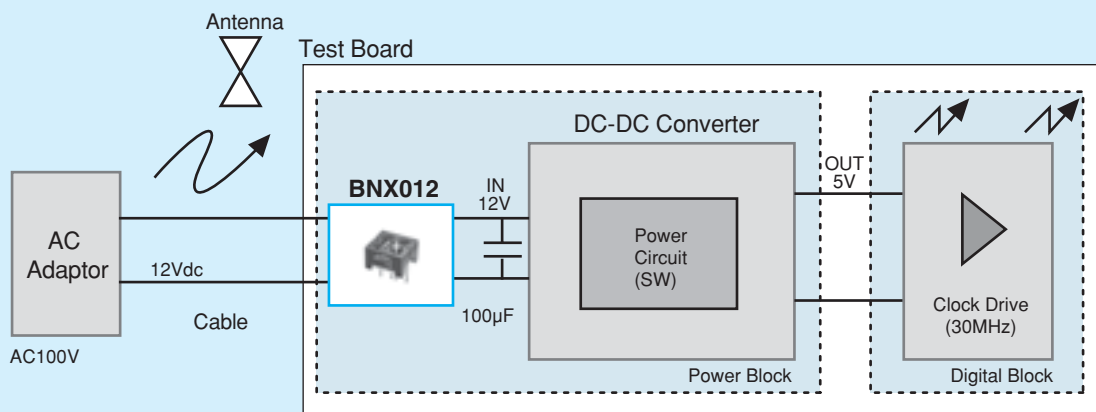 Antenna
Test Board
DC-DC Converter
BNX012
IN
12V
OUT
5V
AC
Adaptor
12Vdc
Cable
AC100V
100µF
Power
Circuit
(SW)
Power Block
Clock Drive
(30MHz)
Digital Block